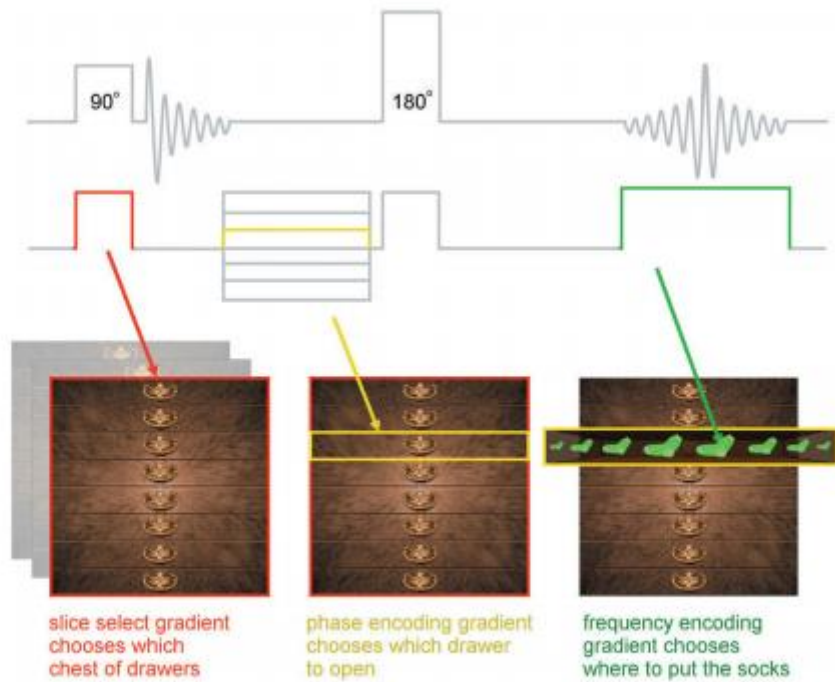 90°
180°
slice select gradient
chooses which
chest of drawers
phase encoding gradient
chooses which drawer
to open
frequency encoding
gradient chooses
where to put the socks